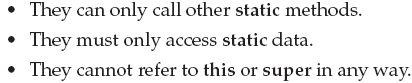 • They can only call other static methods.
• They must only access static data.
• They cannot refer to this or super in any way.